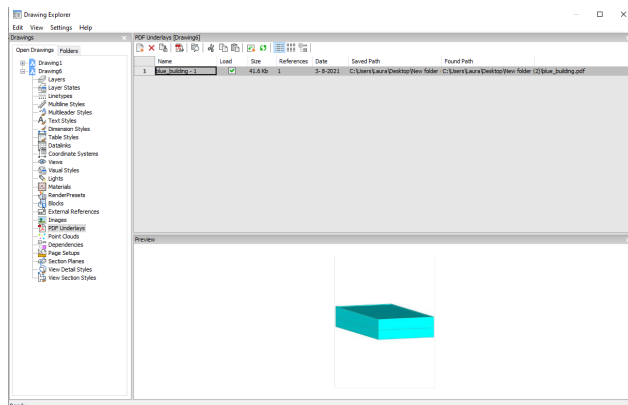 Drawing Explorer
Edit View Settings Help
Drawings
PDF Underlays [Drawing6]
Open Drawings Folders
Name Load Size References Date Saved Path Found Path
1 blue_building - 1 41.6 Kb 1 3- 8-2021 C:\Users\Laura\Desktop\New folder C:\Users\Laura\Desktop\New folder (2)\blue_building.pdf
Drawing1
Drawing6
Layers
Layer States
Linetypes
Multiline Styles
Multileader Styles
Text Styles
Dimension Styles
Table Styles
Datalinks
Coordinate Systems
Views
Visual Styles
Lights
Materials
RenderPresets
Blocks
External References
Images
PDF Underlays
Point Clouds
Dependencies
Page Setups
Section Planes
View Detail Styles
View Section Styles
Preview